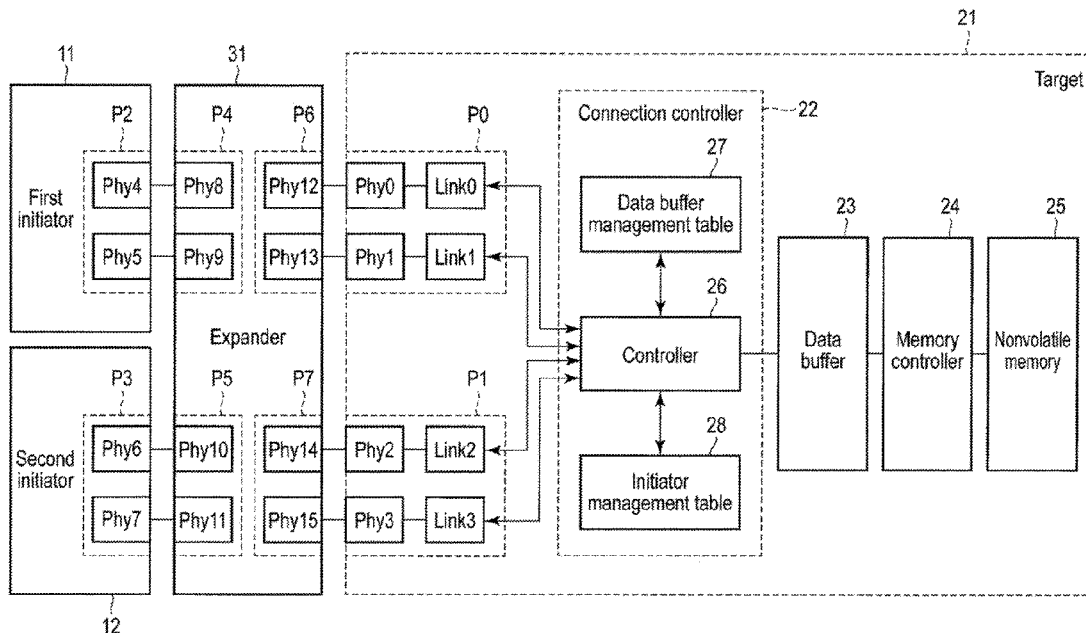 21
11
31
Target
P2
P4
P6
P0
Connection controller
22
27
First
initiator
Phy4
Phy8
Phy12
Phy0
Link0
Data buffer
management table
23
24
25
Phy5
Phy9
Phy13
Phy1
Link1
26
Expander
Controller
Data
buffer
Memory
controller
Nonvolatile
memory
P3
P5
P7
P1
28
Second
initiator
Phy6
Phy10
Phy14
Phy2
Link2
Initiator
management table
Phy7
Phy11
Phy15
Phy3
Link3
12